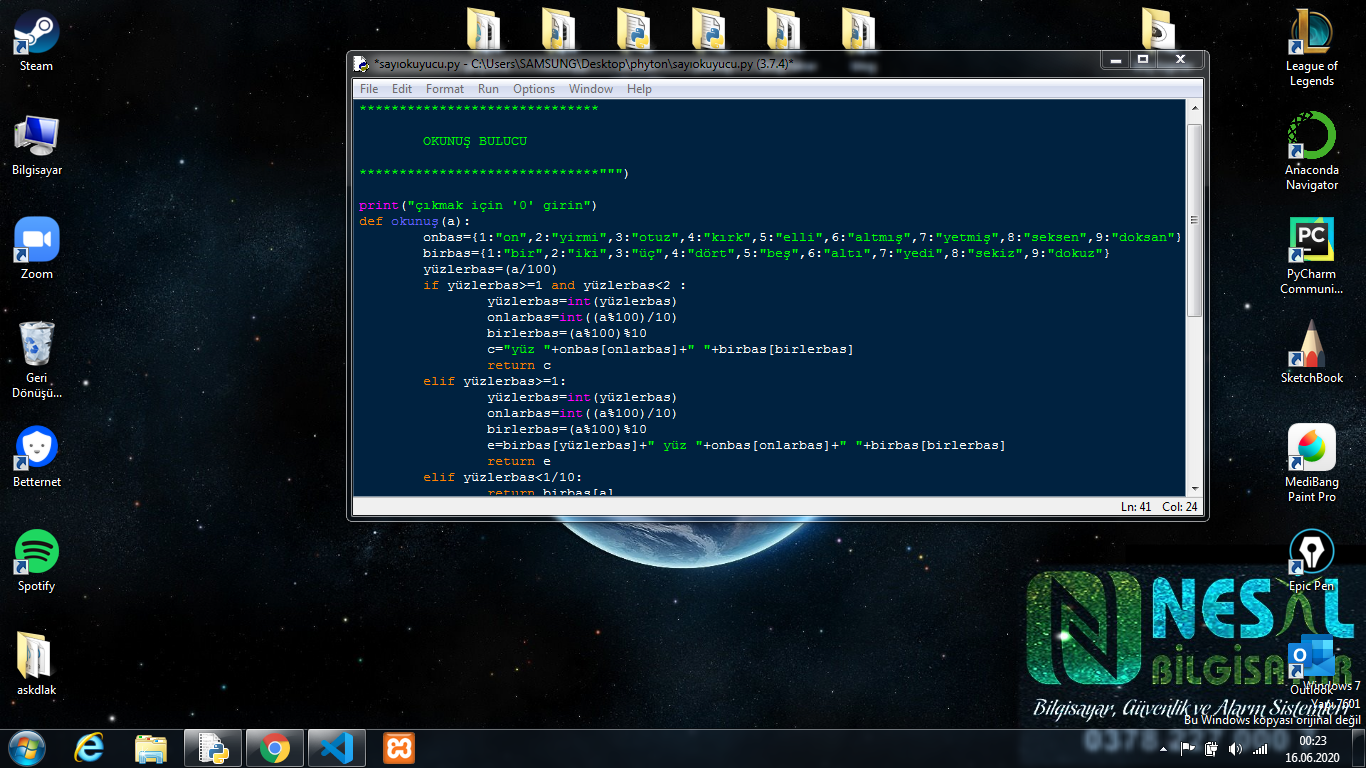 Steam
Bilgisayar
Zoom
Geri
Dönüşü...
Betternet
Spotify
askdlak
*sayıokuyucu.py - C:\Users\SAMSUNG\Desktop\phyton\sayıokuyucu.py (3.7.4)*
File Edit Format Run Options Window Help
******************************
OKUNUŞ BULUCU
******************************""")
print("çıkmak için '0' girin")
def okunuş(a):
onbas={1:"on",2:"yirmi",3:"otuz",4:"kırk",5:"elli",6:"altmış",7:"yetmiş",8:"seksen",9:"doksan"}
birbas={1:"bir",2:"iki",3:"üç",4:"dört",5:"beş",6:"altı",7:"yedi",8:"sekiz",9:"dokuz"}
yüzlerbas=(a/100)
if yüzlerbas>=1 and yüzlerbas<2 :
yüzlerbas=int(yüzlerbas)
onlarbas=int((a%100)/10)
birlerbas=(a%100)%10
c="yüz "+onbas[onlarbas]+" "+birbas[birlerbas]
return c
elif yüzlerbas>=1:
yüzlerbas=int(yüzlerbas)
onlarbas=int((a%100)/10)
birlerbas=(a%100)%10
e=birbas[yüzlerbas]+" yüz "+onbas[onlarbas]+" "+birbas[birlerbas]
return e
elif yüzlerbas<1/10:
return birbas[a]
Ln: 41 Col: 24
League of
Legends
Anaconda
Navigator
PC
PyCharm
Communi...
SketchBook
MediBang
Paint Pro
Epic Pen
Outlook
NESAL
BİLGİSAYAR
Bilgisayar, Güvenlik ve Alarm Sistemleri
Windows 7
Yapı 7601
Bu Windows kopyası orijinal değil
00:23
16.06.2020